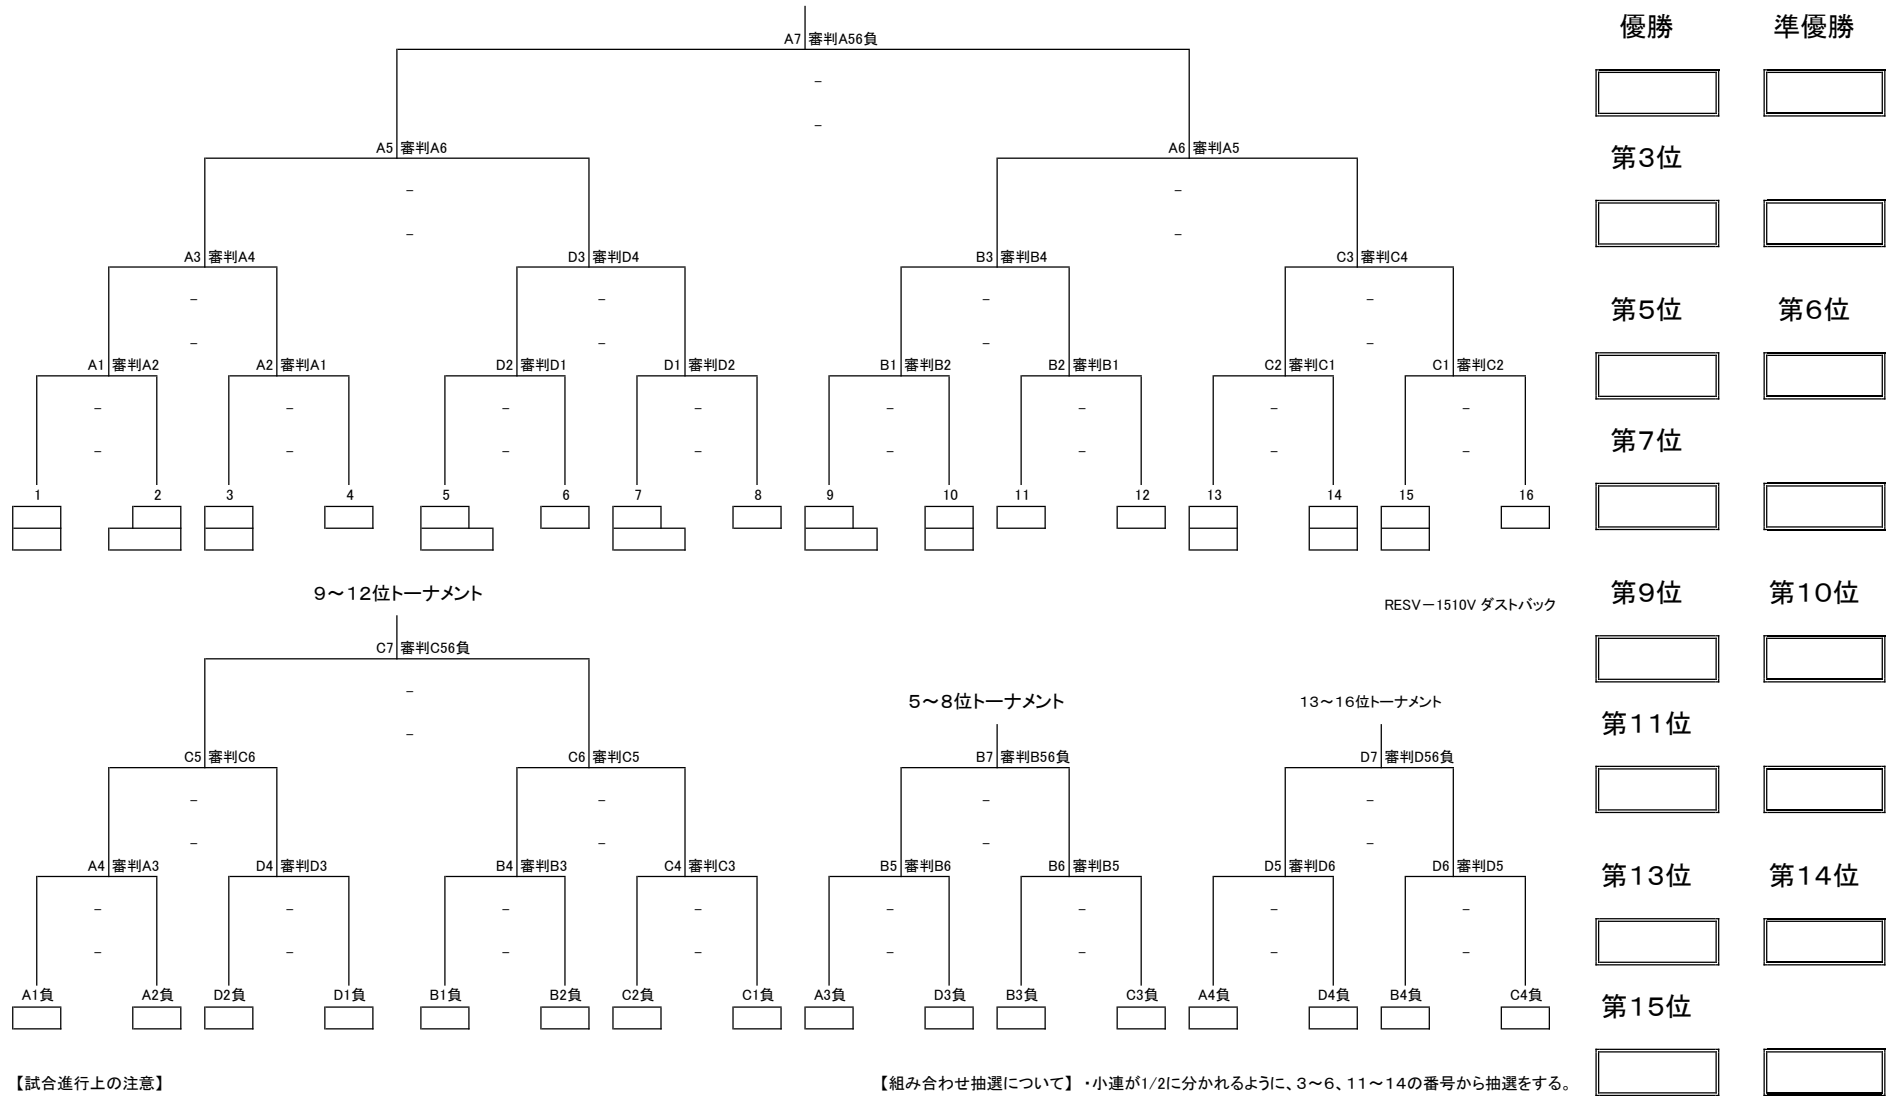 優勝 準優勝
A7 審判A56負
－
－
A5 審判A6 A6 審判A5
第3位
－ －
－ －
A3 審判A4 D3 審判D4 B3 審判B4 C3 審判C4
－ － － －
第5位 第6位
－ － － －
A1 審判A2 A2 審判A1 D2 審判D1 D1 審判D2 B1 審判B2 B2 審判B1 C2 審判C1 C1 審判C2
－ － － － － － － －
第7位
－ － － － － － － －
1 2 3 4 5 6 7 8 9 10 11 12 13 14 15 16
9～12位トーナメント
第9位 第10位
RESV－1510V ダストバック
C7 審判C56負
－
5～8位トーナメント 13～16位トーナメント
第11位
－
C5 審判C6 C6 審判C5 B7 審判B56負 D7 審判D56負
－ － － －
－ － － －
A4 審判A3 D4 審判D3 B4 審判B3 C4 審判C3 B5 審判B6 B6 審判B5 D5 審判D6 D6 審判D5
第13位 第14位
－ － － － － － － －
－ － － － － － － －
A1負 A2負 D2負 D1負 B1負 B2負 C2負 C1負 A3負 D3負 B3負 C3負 A4負 D4負 B4負 C4負
第15位
【試合進行上の注意】 【組み合わせ抽選について】 ・小連が1/2に分かれるように、3～6、11～14の番号から抽選をする。